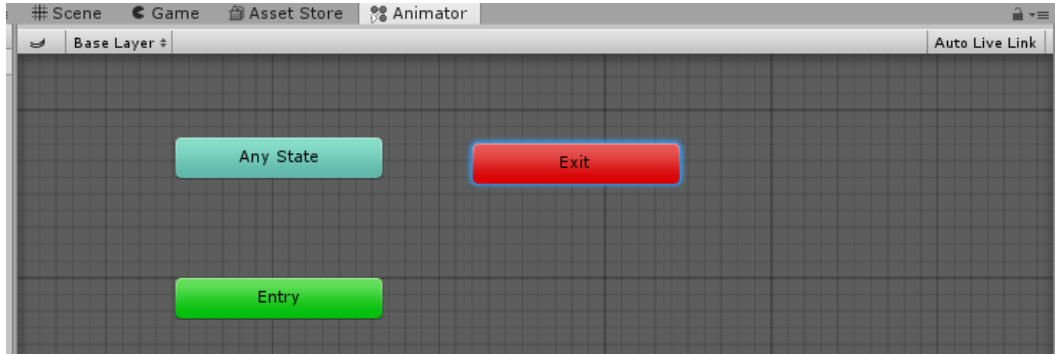 Scene Game Asset Store Animator
Base Layer Auto Live Link
Any State
Exit
Entry